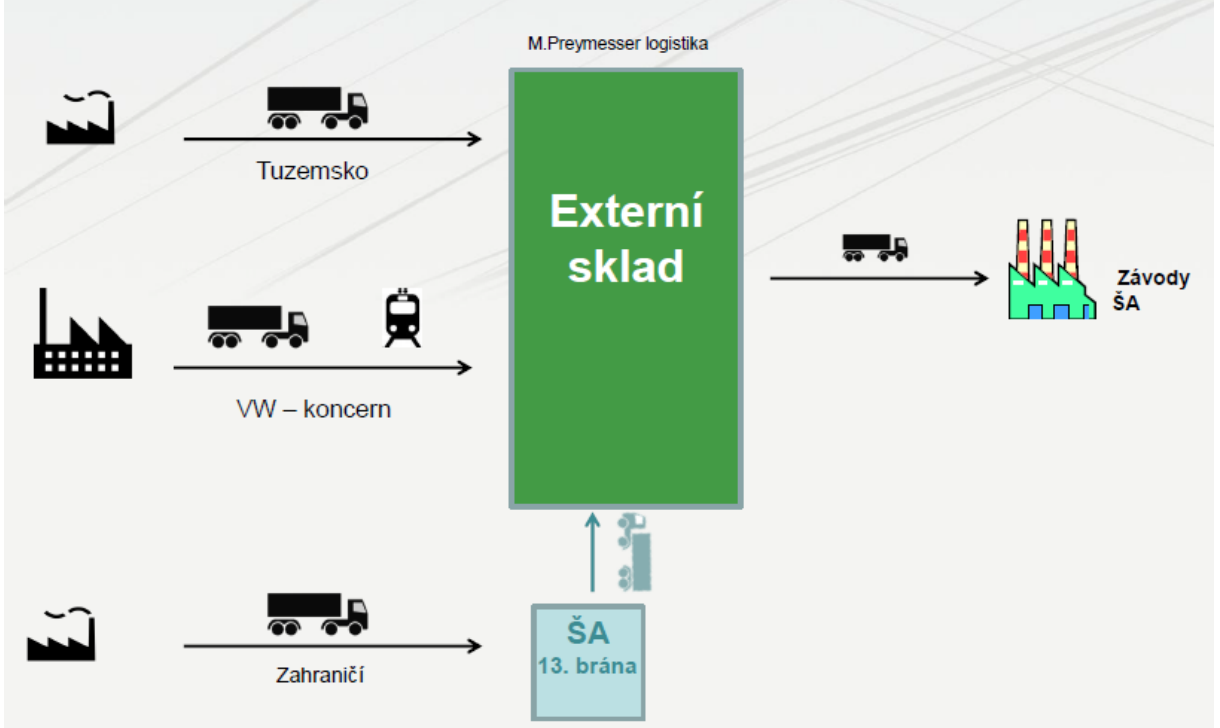 M.Preymesser logistika
Tuzemsko
Externí
sklad
Závody
ŠA
VW – koncern
ŠA
13. brána
Zahraničí